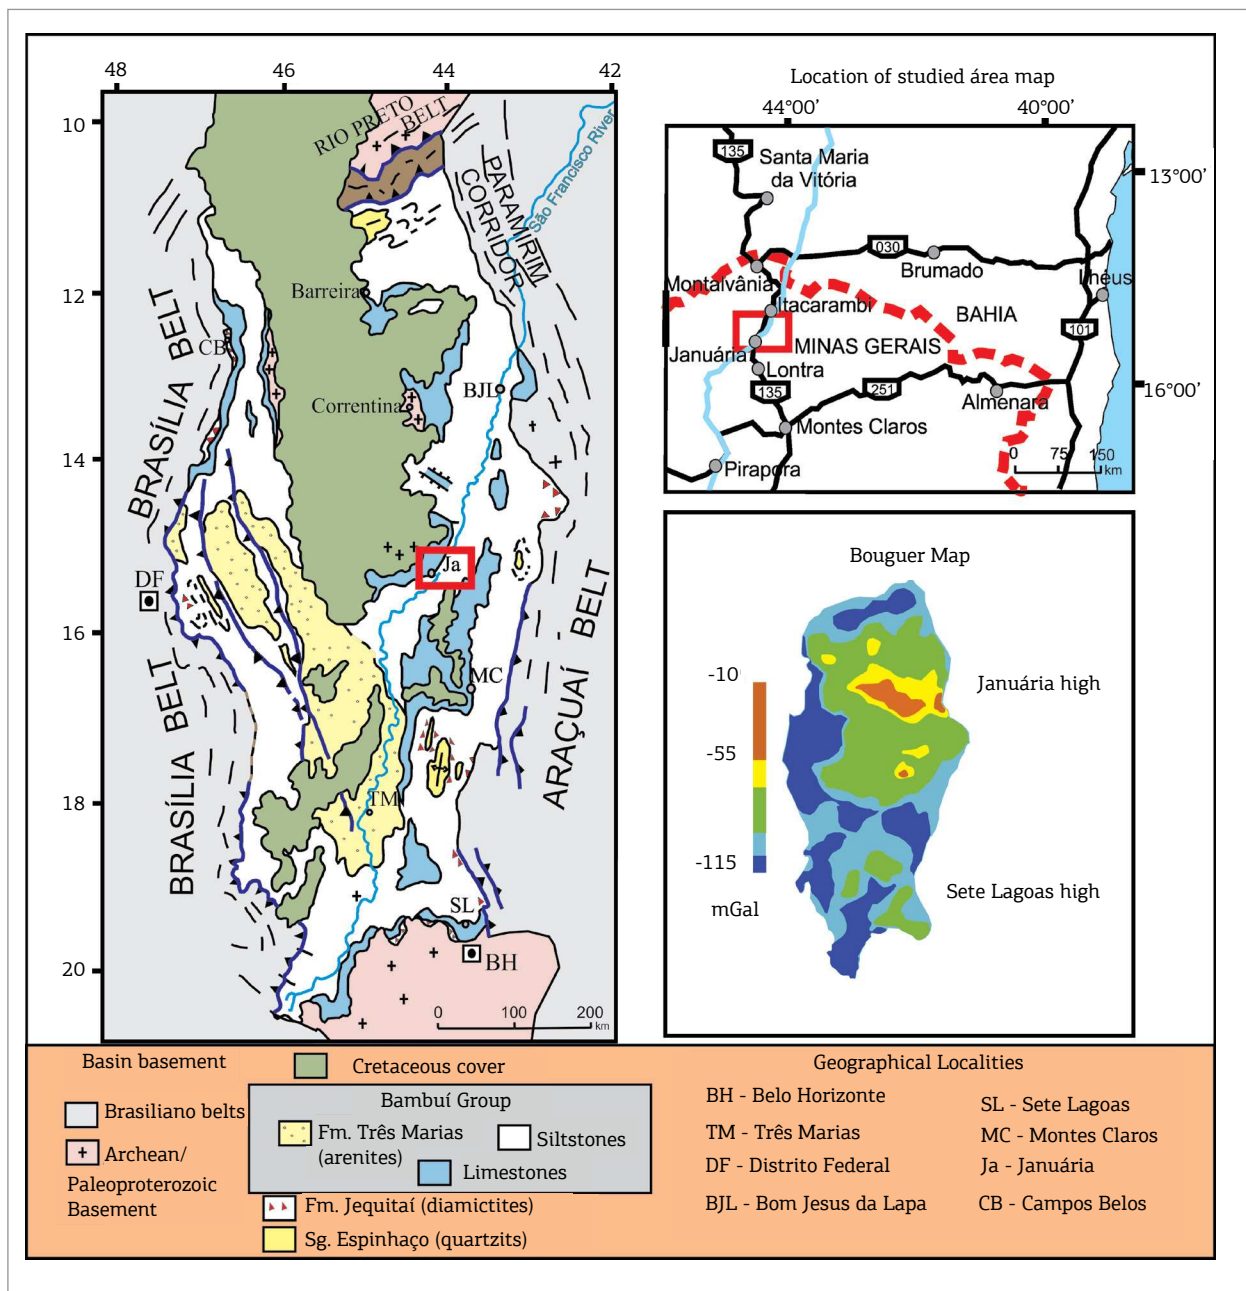 48
46
44
42
10
12
14
16
18
20
RIO PRETO
BELT
São Francisco River
PARAMIRIM
CORRIDOR
Barreira
BRASÍLIA BELT
CB
Correntina
BJL
Ja
DF
ARAÇUAÍ BELT
BRASÍLIA BELT
MC
TM
SL
BH
0 100 200
km
Location of studied área map
44°00'
40°00'
13°00'
16°00'
135
Santa Maria
da Vitória
030
Brumado
Ilhéus
Montalvânia
Itacarambi
BAHIA
101
Januária
MINAS GERAIS
Lontra
135
251
Almenara
Montes Claros
Pirapora
0 75 150
km
Bouguer Map
-10
-55
-115
mGal
Januária high
Sete Lagoas high
Basin basement
Brasiliano belts
Archean/
Paleoproterozoic
Basement
Cretaceous cover
Bambuí Group
Fm. Três Marias
(arenites)
Siltstones
Limestones
Fm. Jequitaí (diamictites)
Sg. Espinhaço (quartzits)
Geographical Localities
BH - Belo Horizonte
TM - Três Marias
DF - Distrito Federal
BJL - Bom Jesus da Lapa
SL - Sete Lagoas
MC - Montes Claros
Ja - Januária
CB - Campos Belos